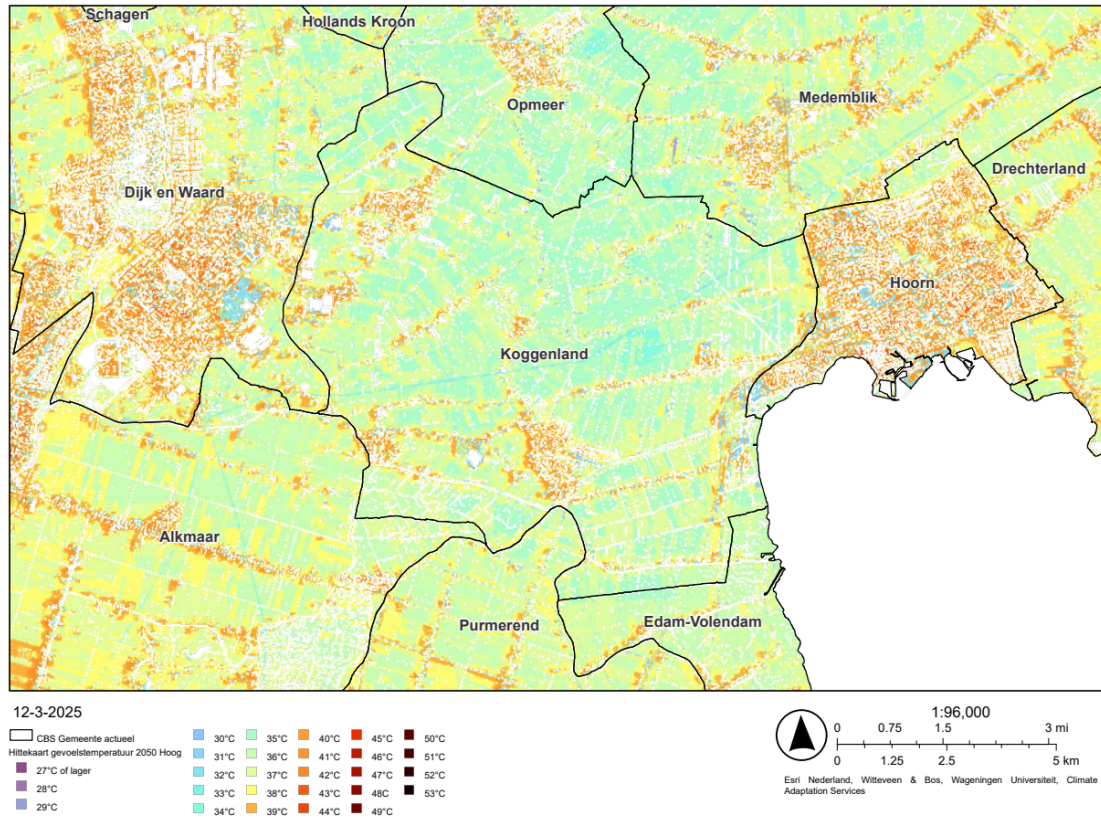 Schagen
Hollands Kroon
Opmeer
Medemblik
Drechterland
Dijk en Waard
Hoorn
Koggenland
Alkmaar
Purmerend
Edam-Volendam
12-3-2025
CBS Gemeente actueel
Hittekaart gevoelstemperatuur 2050 Hoog
27°C of lager
28°C
29°C
30°C
31°C
32°C
33°C
34°C
35°C
36°C
37°C
38°C
39°C
40°C
41°C
42°C
43°C
44°C
45°C
46°C
47°C
48C
49°C
50°C
51°C
52°C
53°C
1:96,000
0 0.75 1.5 3 mi
0 1.25 2.5 5 km
Esri Nederland, Witteveen & Bos, Wageningen Universiteit, Climate
Adaptation Services